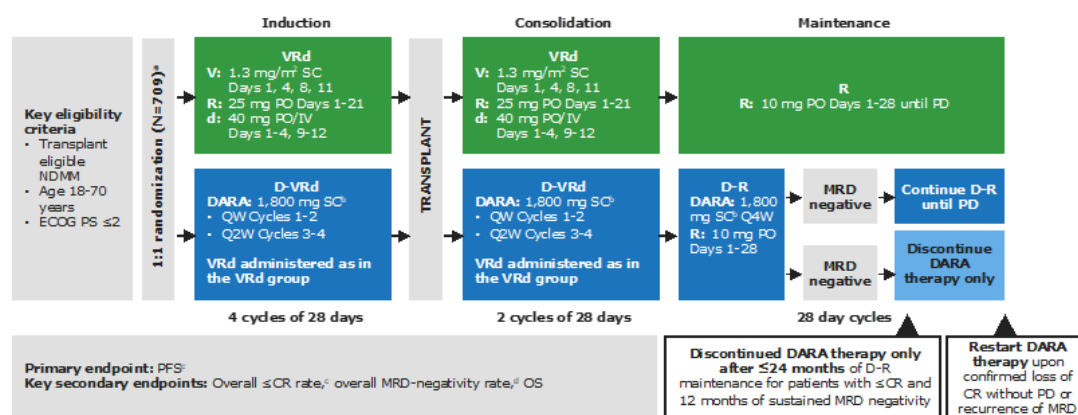 Induction
Consolidation
Maintenance
Key eligibility
criteria
• Transplant
eligible
NDMM
• Age 18-70
years
• ECOG PS ≤2
1:1 randomization (N=709)ᵃ
VRd
V: 1.3 mg/m² SC
Days 1, 4, 8, 11
R: 25 mg PO Days 1-21
d: 40 mg PO/IV
Days 1-4, 9-12
D-VRd
DARA: 1,800 mg SCᵇ
• QW Cycles 1-2
• Q2W Cycles 3-4
VRd administered as in
the VRd group
TRANSPLANT
VRd
V: 1.3 mg/m² SC
Days 1, 4, 8, 11
R: 25 mg PO Days 1-21
d: 40 mg PO/IV
Days 1-4, 9-12
D-VRd
DARA: 1,800 mg SCᵇ
• QW Cycles 1-2
• Q2W Cycles 3-4
VRd administered as in
the VRd group
R
R: 10 mg PO Days 1-28 until PD
D-R
DARA: 1,800
mg SCᵇ Q4W
R: 10 mg PO
Days 1-28
MRD
negative
Continue D-R
until PD
MRD
negative
Discontinue
DARA
therapy only
4 cycles of 28 days
2 cycles of 28 days
28 day cycles
Primary endpoint: PFSᶜ
Key secondary endpoints: Overall ≤CR rate,ᶜ overall MRD-negativity rate,ᵈ OS
Discontinued DARA therapy only
after ≤24 months of D-R
maintenance for patients with ≤CR and
12 months of sustained MRD negativity
Restart DARA
therapy upon
confirmed loss of
CR without PD or
recurrence of MRD